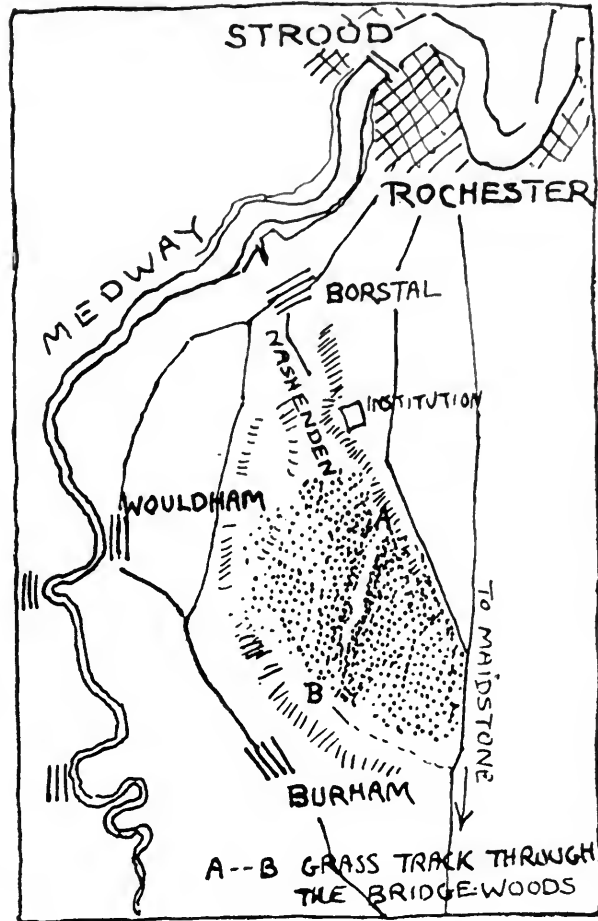 STROOD
ROCHESTER
MEDWAY
BORSTAL
NASHENDEN
INSTITUTION
A
WOULDHAM
TO MAIDSTONE
B
BURHAM
A--B GRASS TRACK THROUGH
THE BRIDGE-WOODS